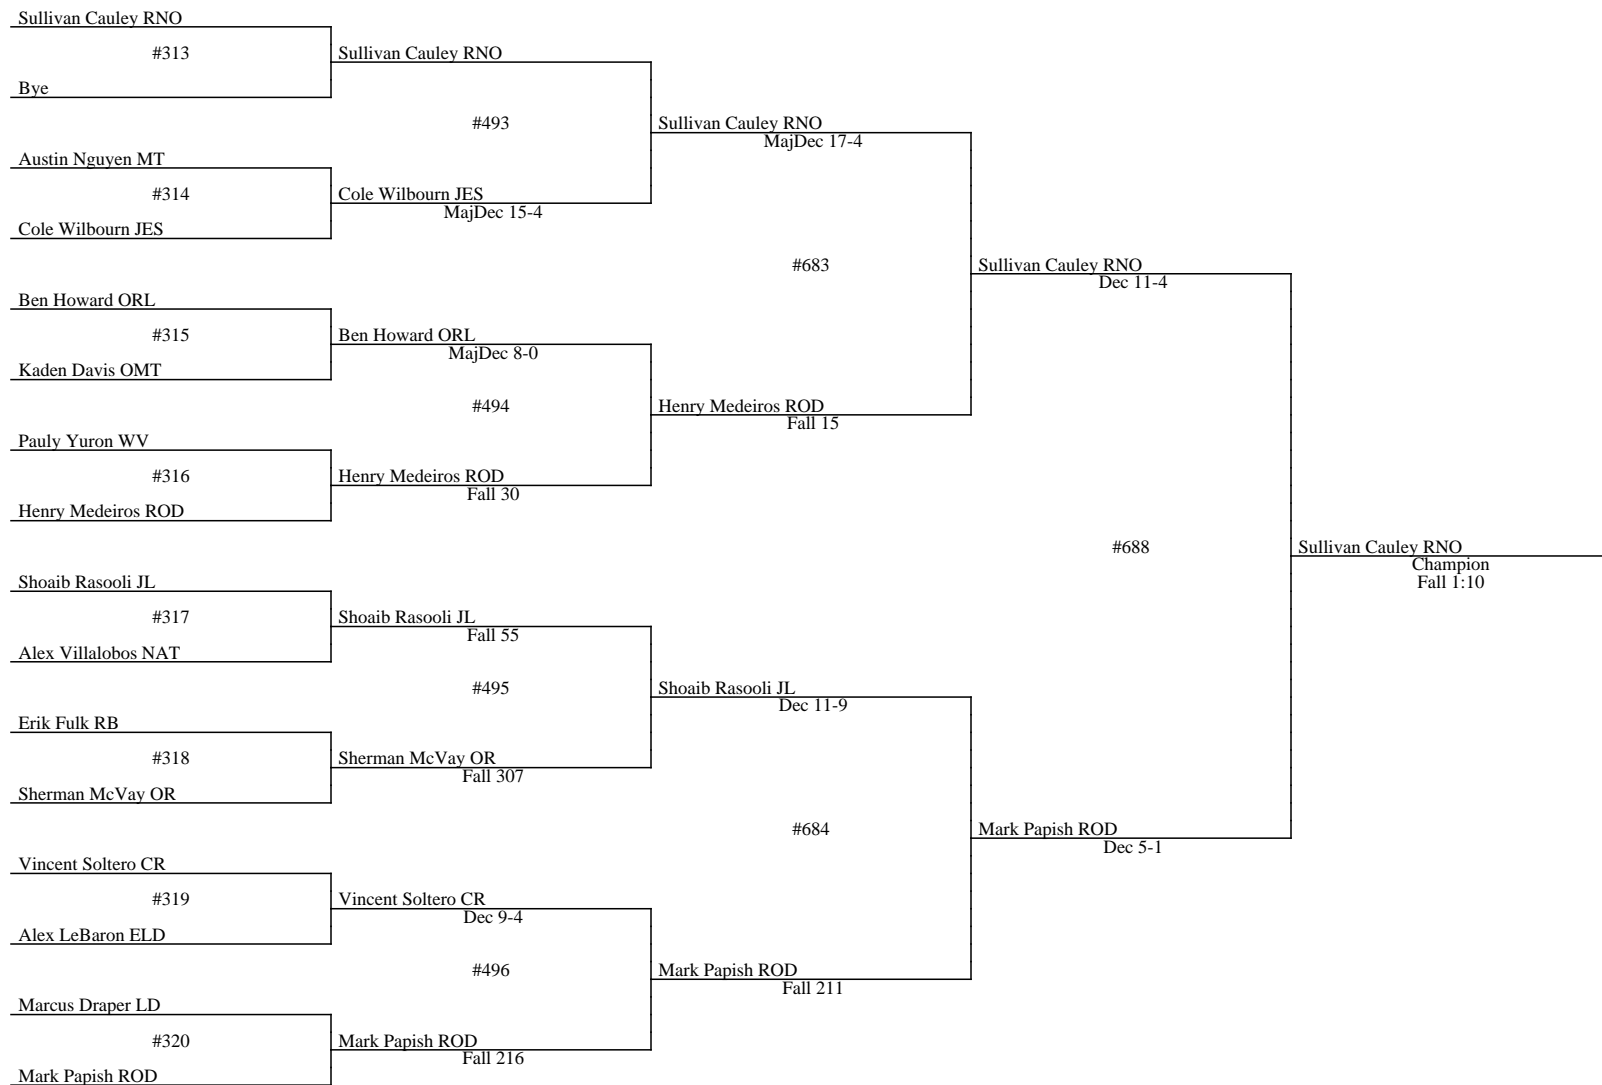 Sullivan Cauley RNO
#313
Bye
Sullivan Cauley RNO
#493
Austin Nguyen MT
#314
Cole Wilbourn JES
Cole Wilbourn JES
MajDec 15-4
Sullivan Cauley RNO
MajDec 17-4
#683
Ben Howard ORL
#315
Kaden Davis OMT
Ben Howard ORL
MajDec 8-0
#494
Pauly Yuron WV
#316
Henry Medeiros ROD
Henry Medeiros ROD
Fall 30
Henry Medeiros ROD
Fall 15
Sullivan Cauley RNO
Dec 11-4
#688
Shoaib Rasooli JL
#317
Alex Villalobos NAT
Shoaib Rasooli JL
Fall 55
#495
Erik Fulk RB
#318
Sherman McVay OR
Sherman McVay OR
Fall 307
Shoaib Rasooli JL
Dec 11-9
#684
Vincent Soltero CR
#319
Alex LeBaron ELD
Vincent Soltero CR
Dec 9-4
#496
Marcus Draper LD
#320
Mark Papish ROD
Mark Papish ROD
Fall 216
Mark Papish ROD
Fall 211
Mark Papish ROD
Dec 5-1
Sullivan Cauley RNO
Champion
Fall 1:10